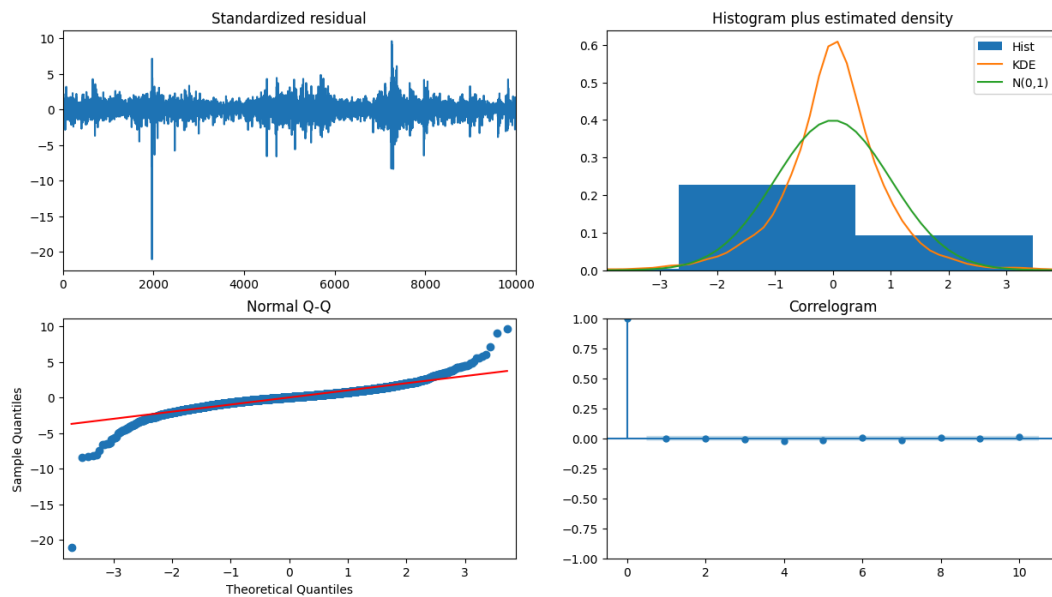 Standardized residual
10
5
0
−5
−10
−15
−20
0 2000 4000 6000 8000 10000
Histogram plus estimated density
Hist
KDE
N(0,1)
0.6
0.5
0.4
0.3
0.2
0.1
0.0
−3 −2 −1 0 1 2 3
Normal Q-Q
Sample Quantiles
10
5
0
−5
−10
−15
−20
−3 −2 −1 0 1 2 3
Theoretical Quantiles
Correlogram
1.00
0.75
0.50
0.25
0.00
−0.25
−0.50
−0.75
−1.00
0 2 4 6 8 10